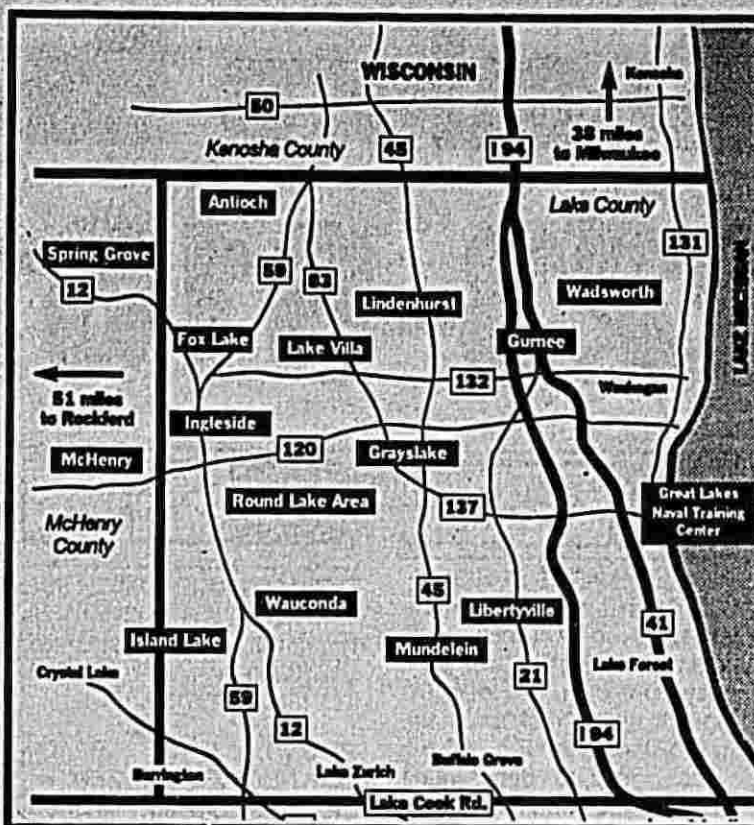 WISCONSIN
Kenosha
50
Kenosha County
45
I 94
38 miles
to Milwaukee
Antioch
Lake County
131
Spring Grove
12
59
83
Lindenhurst
Wadsworth
LAKE MICHIGAN
Fox Lake
Lake Villa
Gurnee
132
Waukegan
51 miles
to Rockford
Ingleside
120
Grayslake
McHenry
Round Lake Area
137
Great Lakes
Naval Training
Center
McHenry
County
45
Wauconda
Libertyville
Island Lake
Mundelein
41
Crystal Lake
59
21
Lake Forest
12
I 94
Barrington
Lake Zurich
Buffalo Grove
Lake Cook Rd.